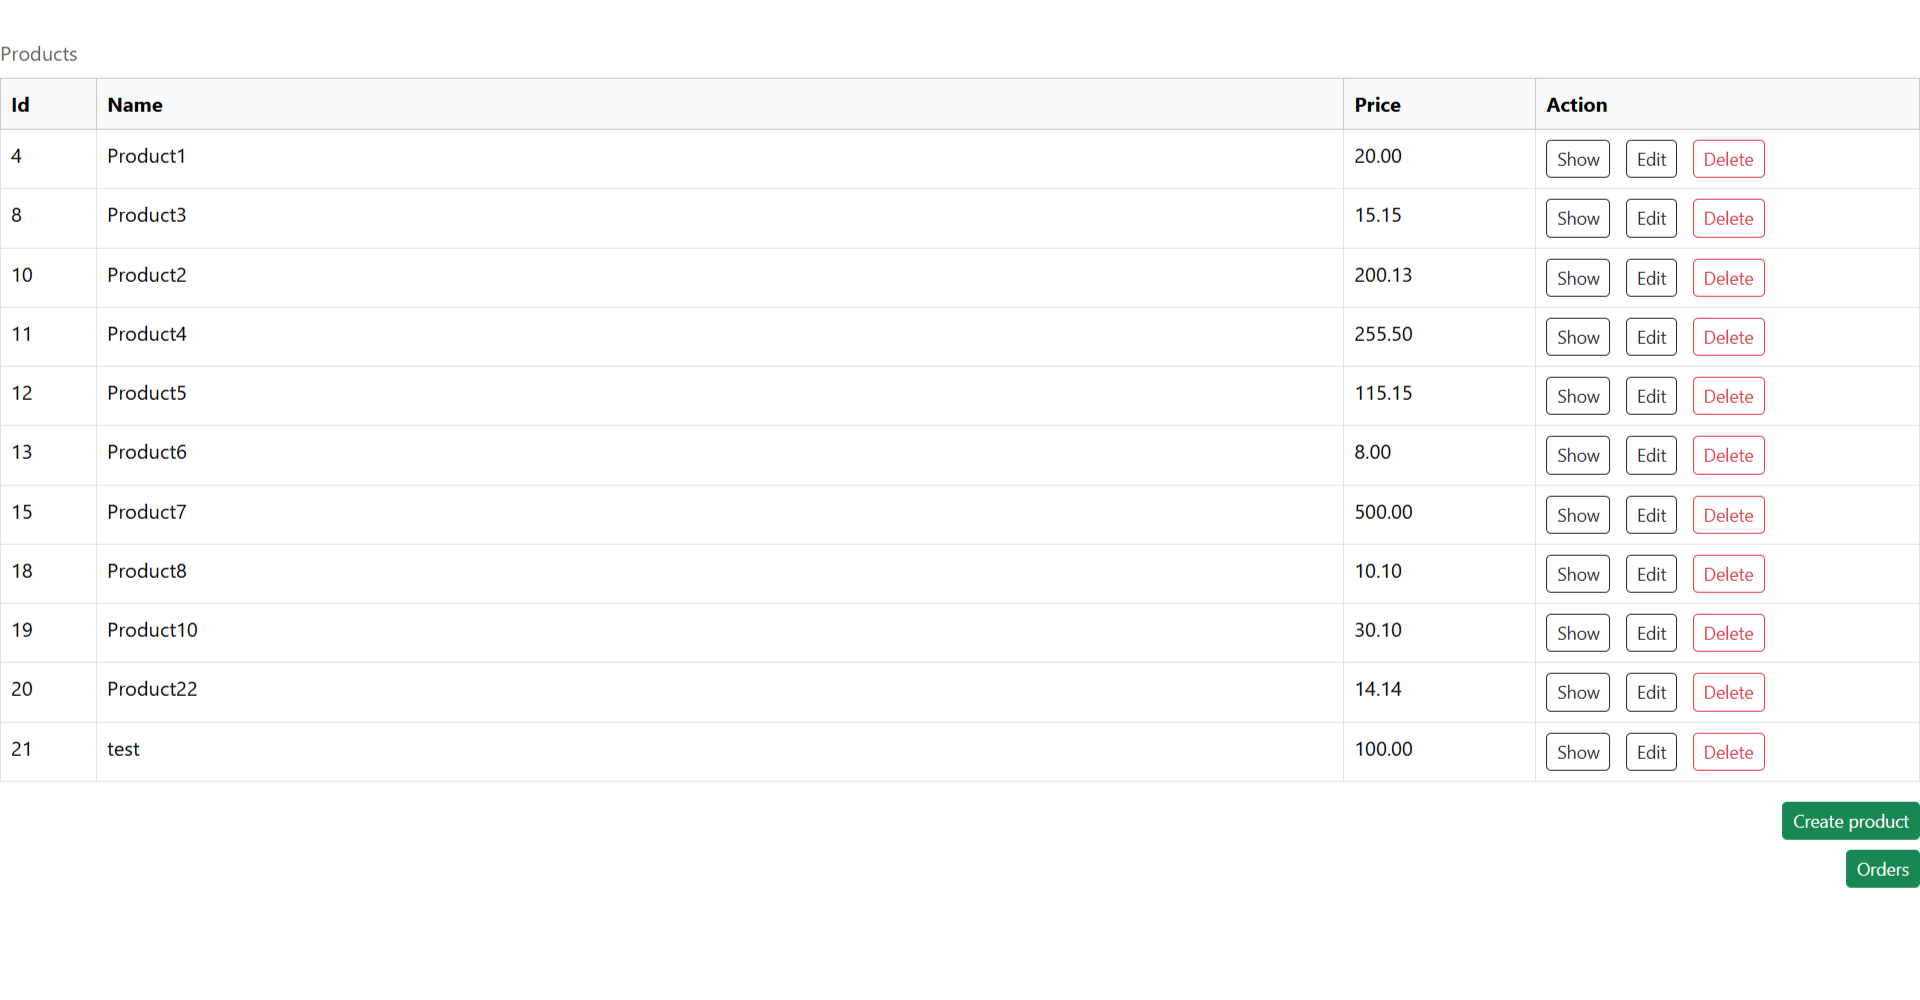 Products
Id Name Price Action
4 Product1 20.00 Show Edit Delete
8 Product3 15.15 Show Edit Delete
10 Product2 200.13 Show Edit Delete
11 Product4 255.50 Show Edit Delete
12 Product5 115.15 Show Edit Delete
13 Product6 8.00 Show Edit Delete
15 Product7 500.00 Show Edit Delete
18 Product8 10.10 Show Edit Delete
19 Product10 30.10 Show Edit Delete
20 Product22 14.14 Show Edit Delete
21 test 100.00 Show Edit Delete
Create product
Orders